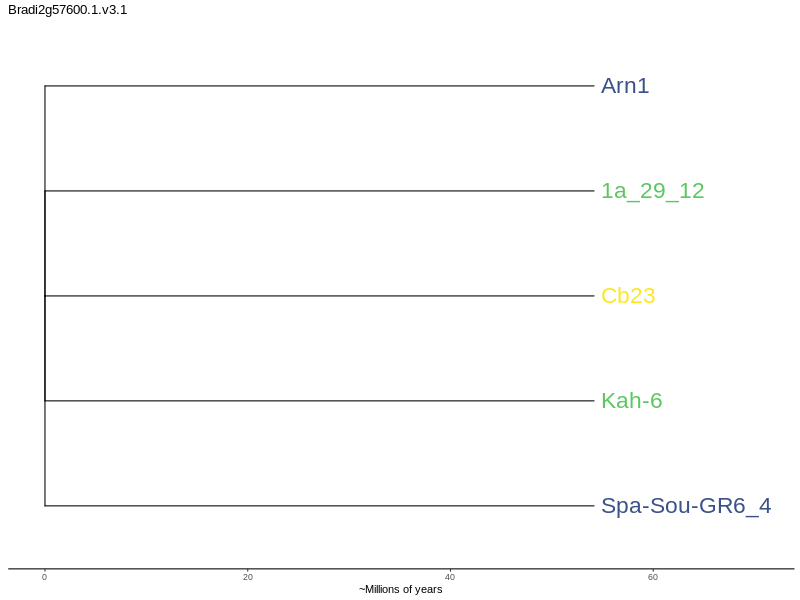 Bradi2g57600.1.v3.1
Arn1
1a_29_12
Cb23
Kah-6
Spa-Sou-GR6_4
0 20 40 60
~Millions of years